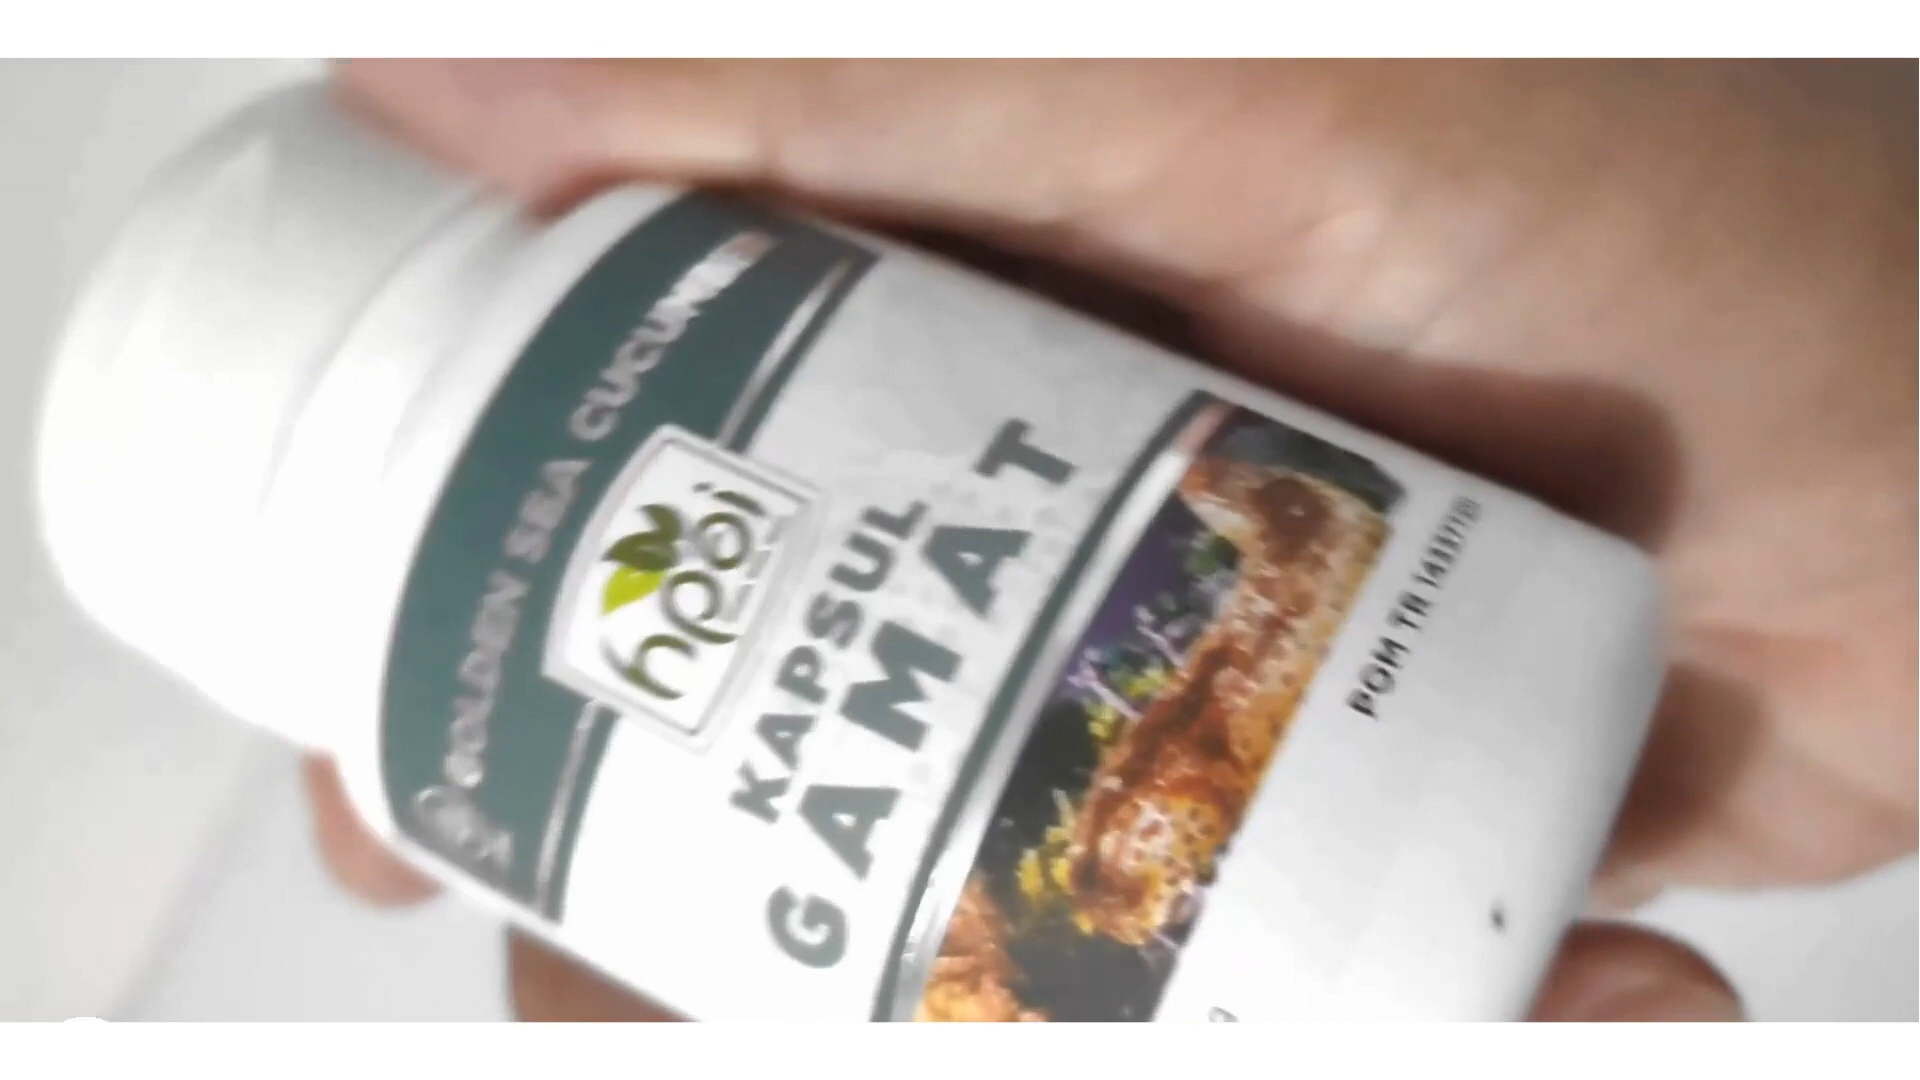 GOLDEN SEA CUCUMBER
hpai
KAPSUL
GAMAT
POM TR